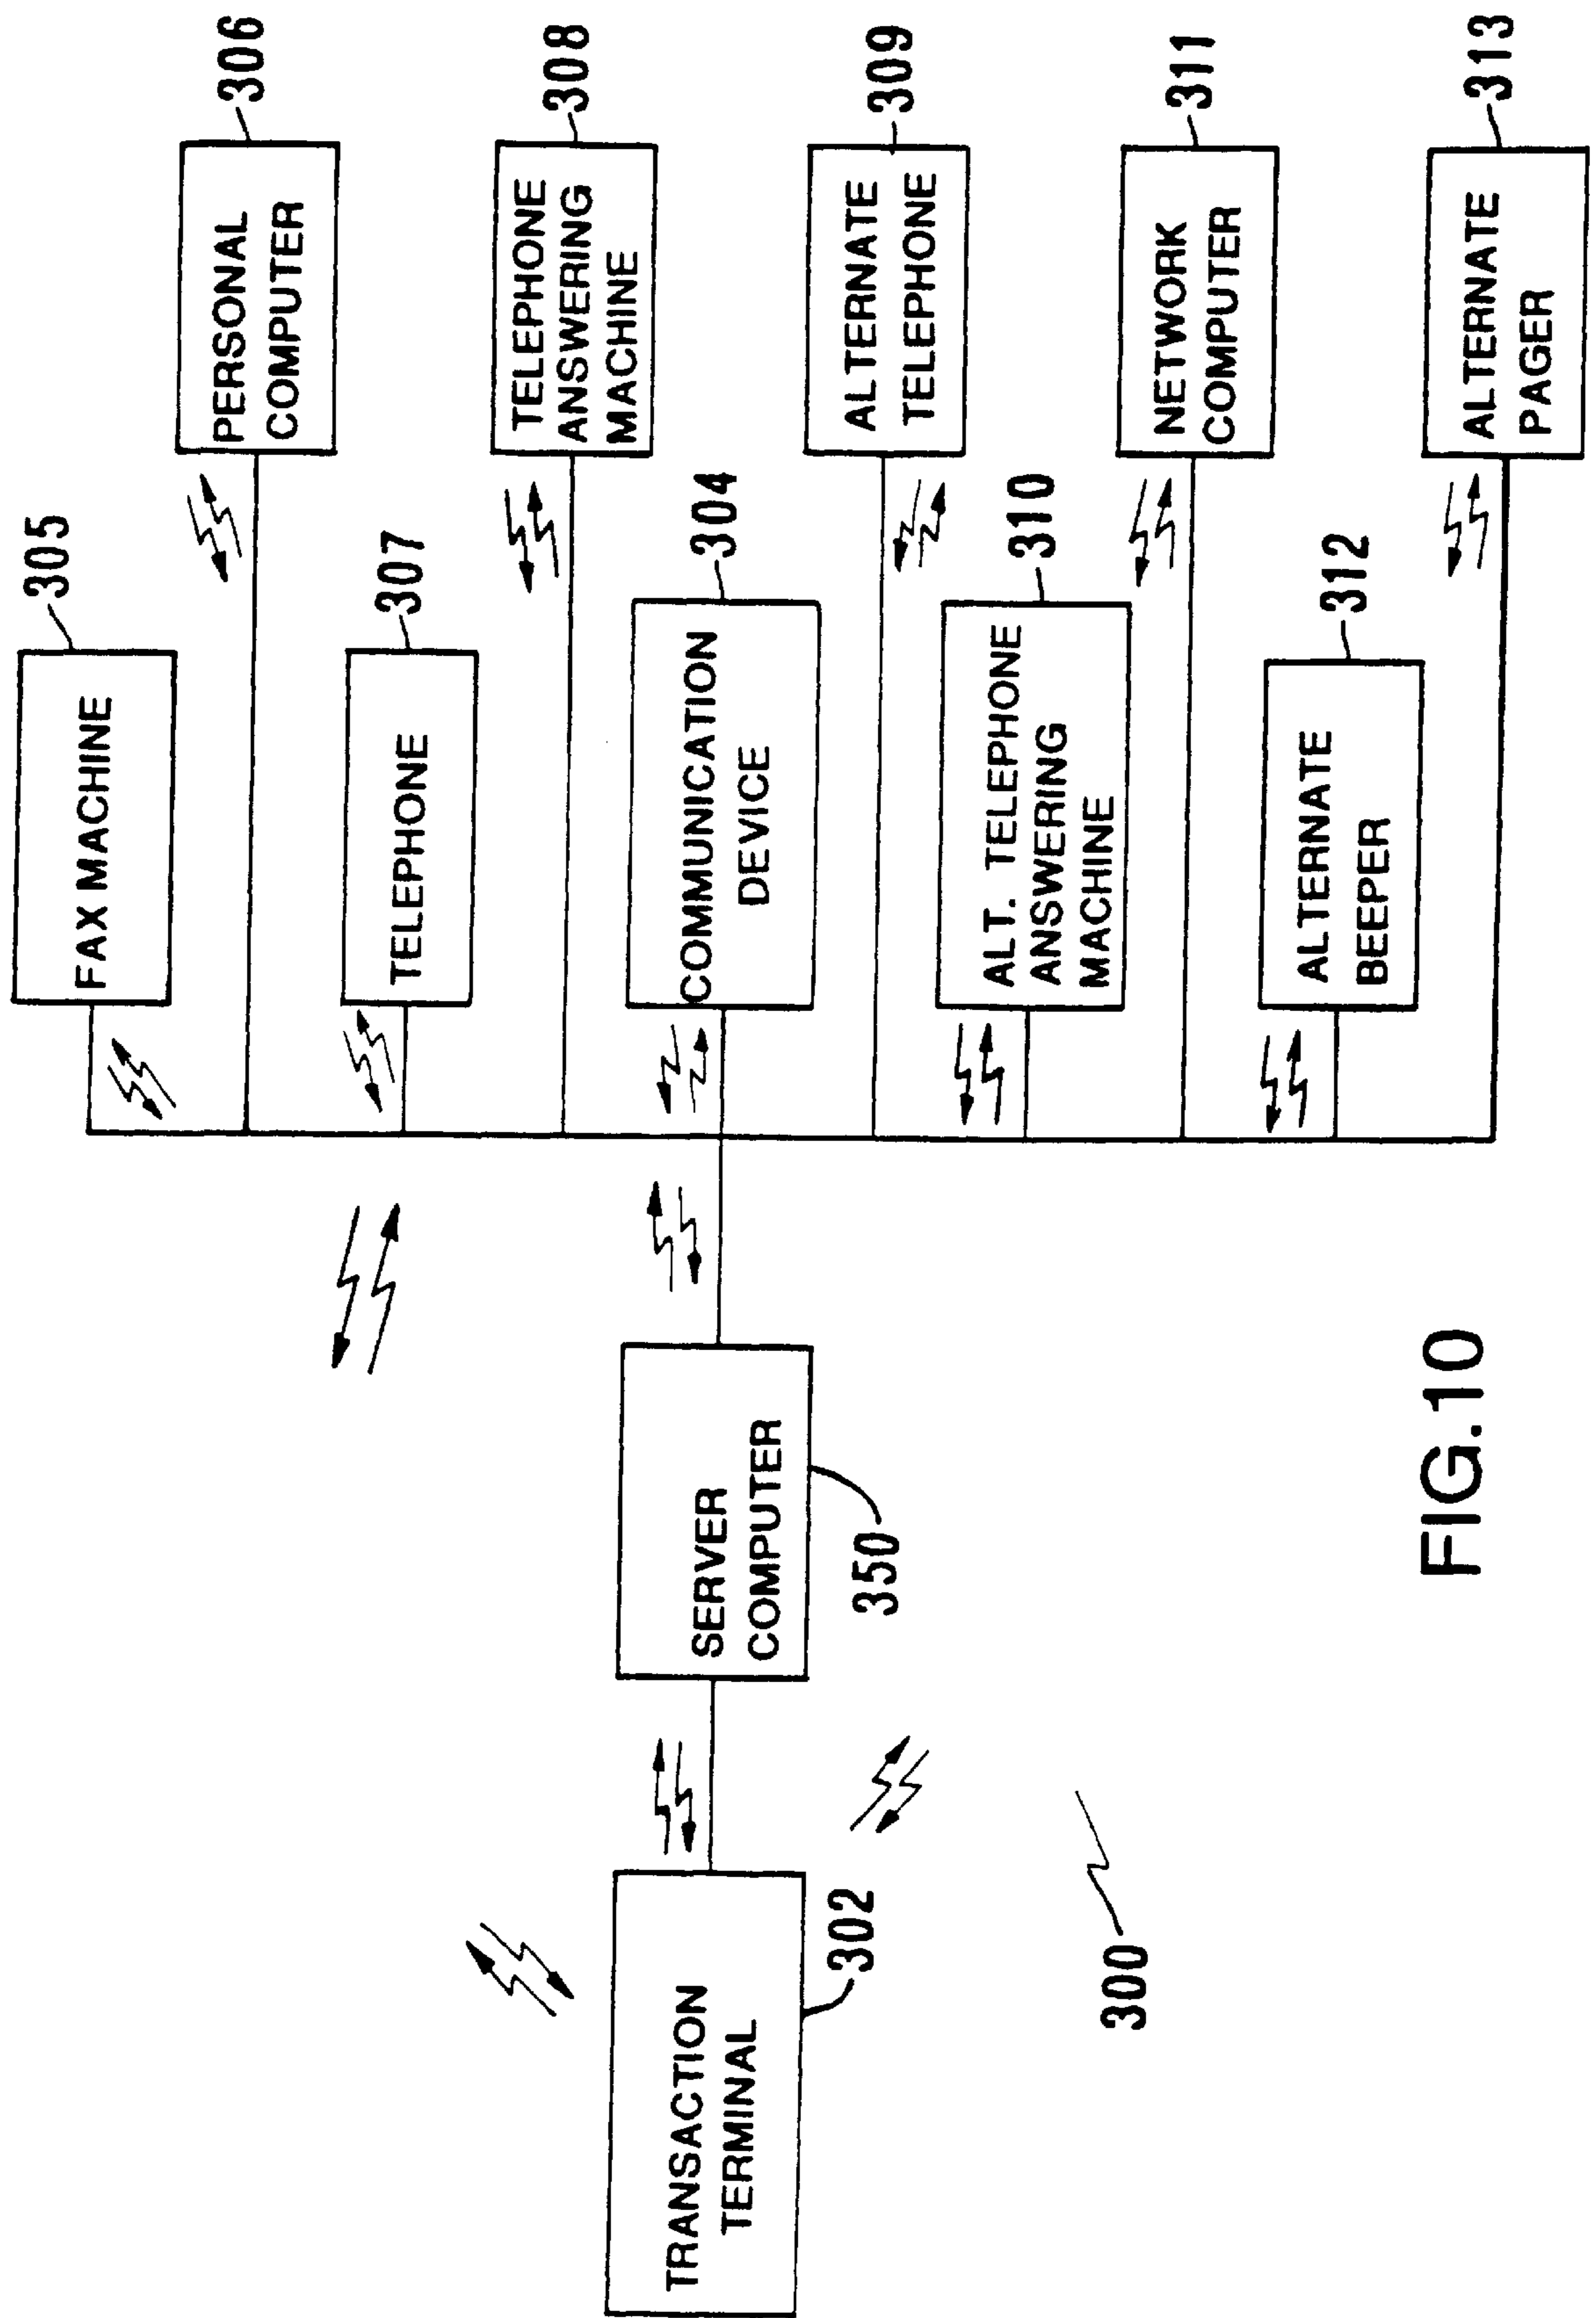 305
FAX MACHINE
306
PERSONAL
COMPUTER
307
TELEPHONE
308
TELEPHONE
ANSWERING
MACHINE
304
COMMUNICATION
DEVICE
309
ALTERNATE
TELEPHONE
310
ALT. TELEPHONE
ANSWERING
MACHINE
311
NETWORK
COMPUTER
312
ALTERNATE
BEEPER
313
ALTERNATE
PAGER
SERVER
COMPUTER
350
TRANSACTION
TERMINAL
302
300
FIG.10